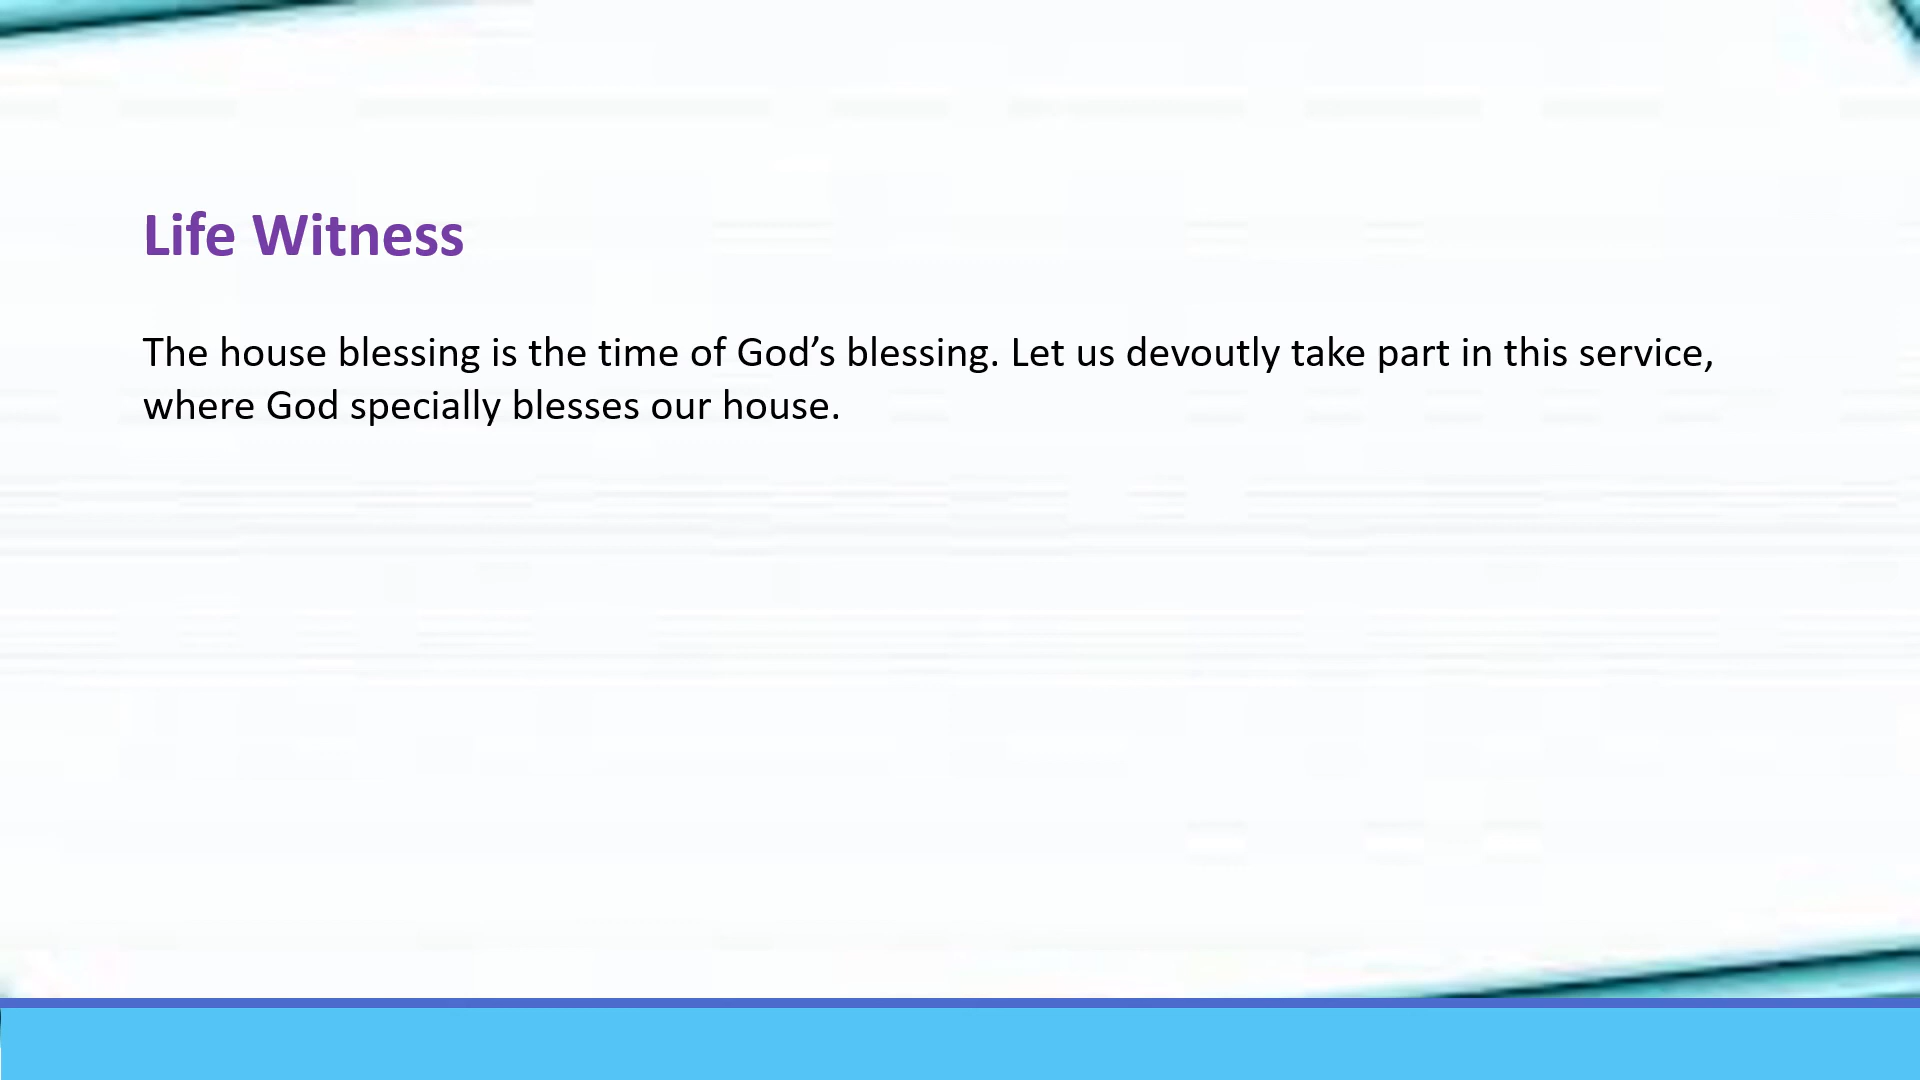 Life Witness
The house blessing is the time of God’s blessing. Let us devoutly take part in this service,
where God specially blesses our house.